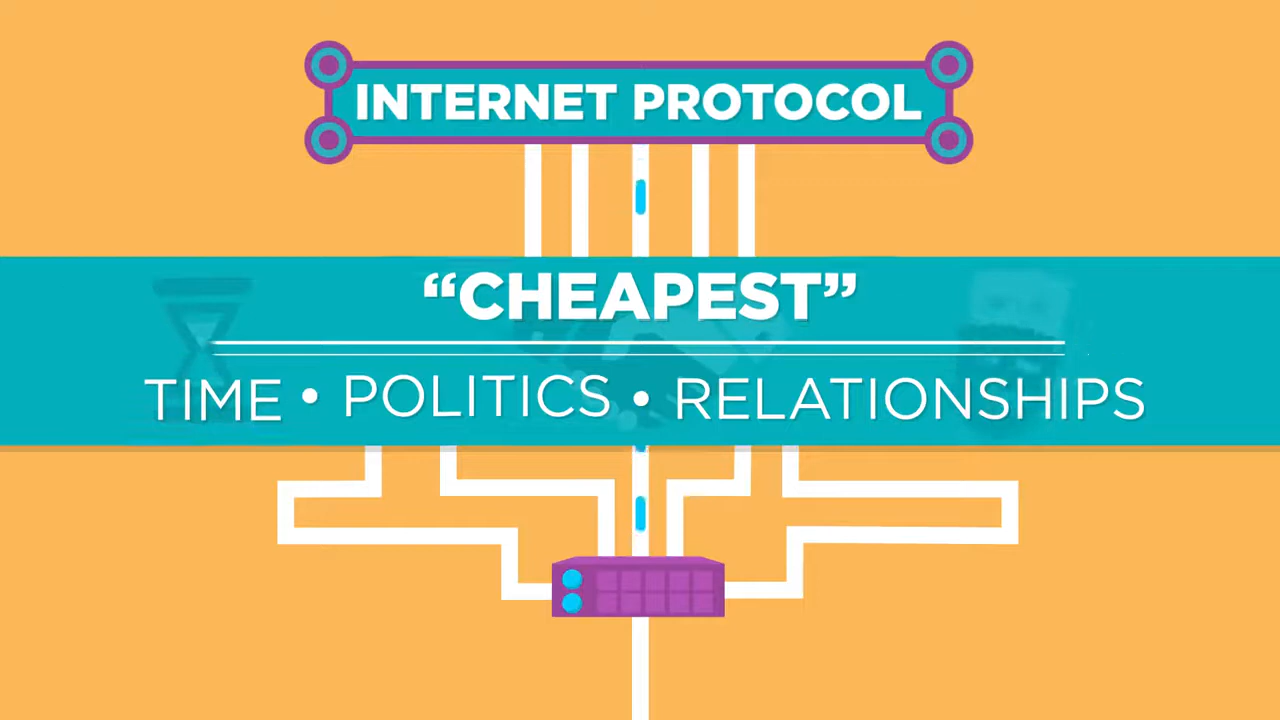 INTERNET PROTOCOL
“CHEAPEST”
TIME • POLITICS • RELATIONSHIPS